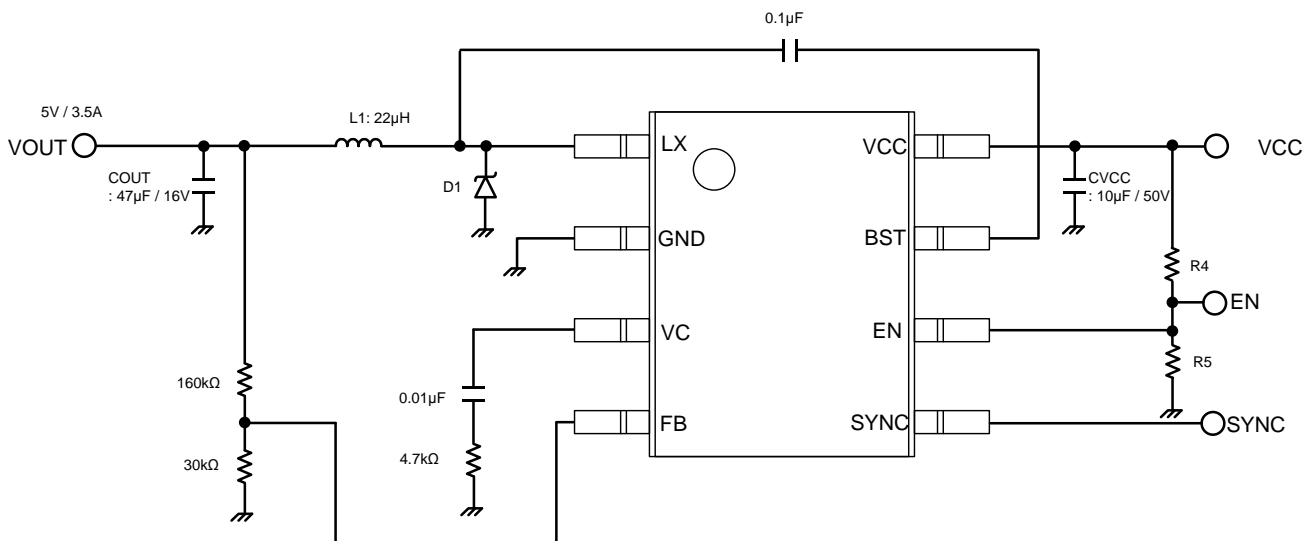 0.1µF
5V / 3.5A
L1: 22µH
VOUT
LX
VCC
VCC
COUT
: 47µF / 16V
D1
CVCC
: 10µF / 50V
GND
BST
R4
EN
VC
EN
R5
160kΩ
0.01µF
FB
SYNC
SYNC
30kΩ
4.7kΩ